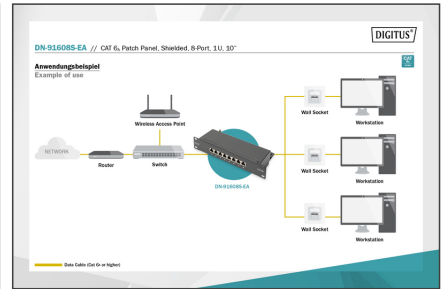 DIGITUS®
DN-91608S-EA // CAT 6A Patch Panel, Shielded, 8-Port, 1U, 10"
CAT
Anwendungsbeispiel
Example of use
Wireless Access Point
Wall Socket
Workstation
NETWORK
Router
Switch
DN-91608S-EA
Wall Socket
Workstation
Wall Socket
Workstation
Data Cable (Cat 6A or higher)